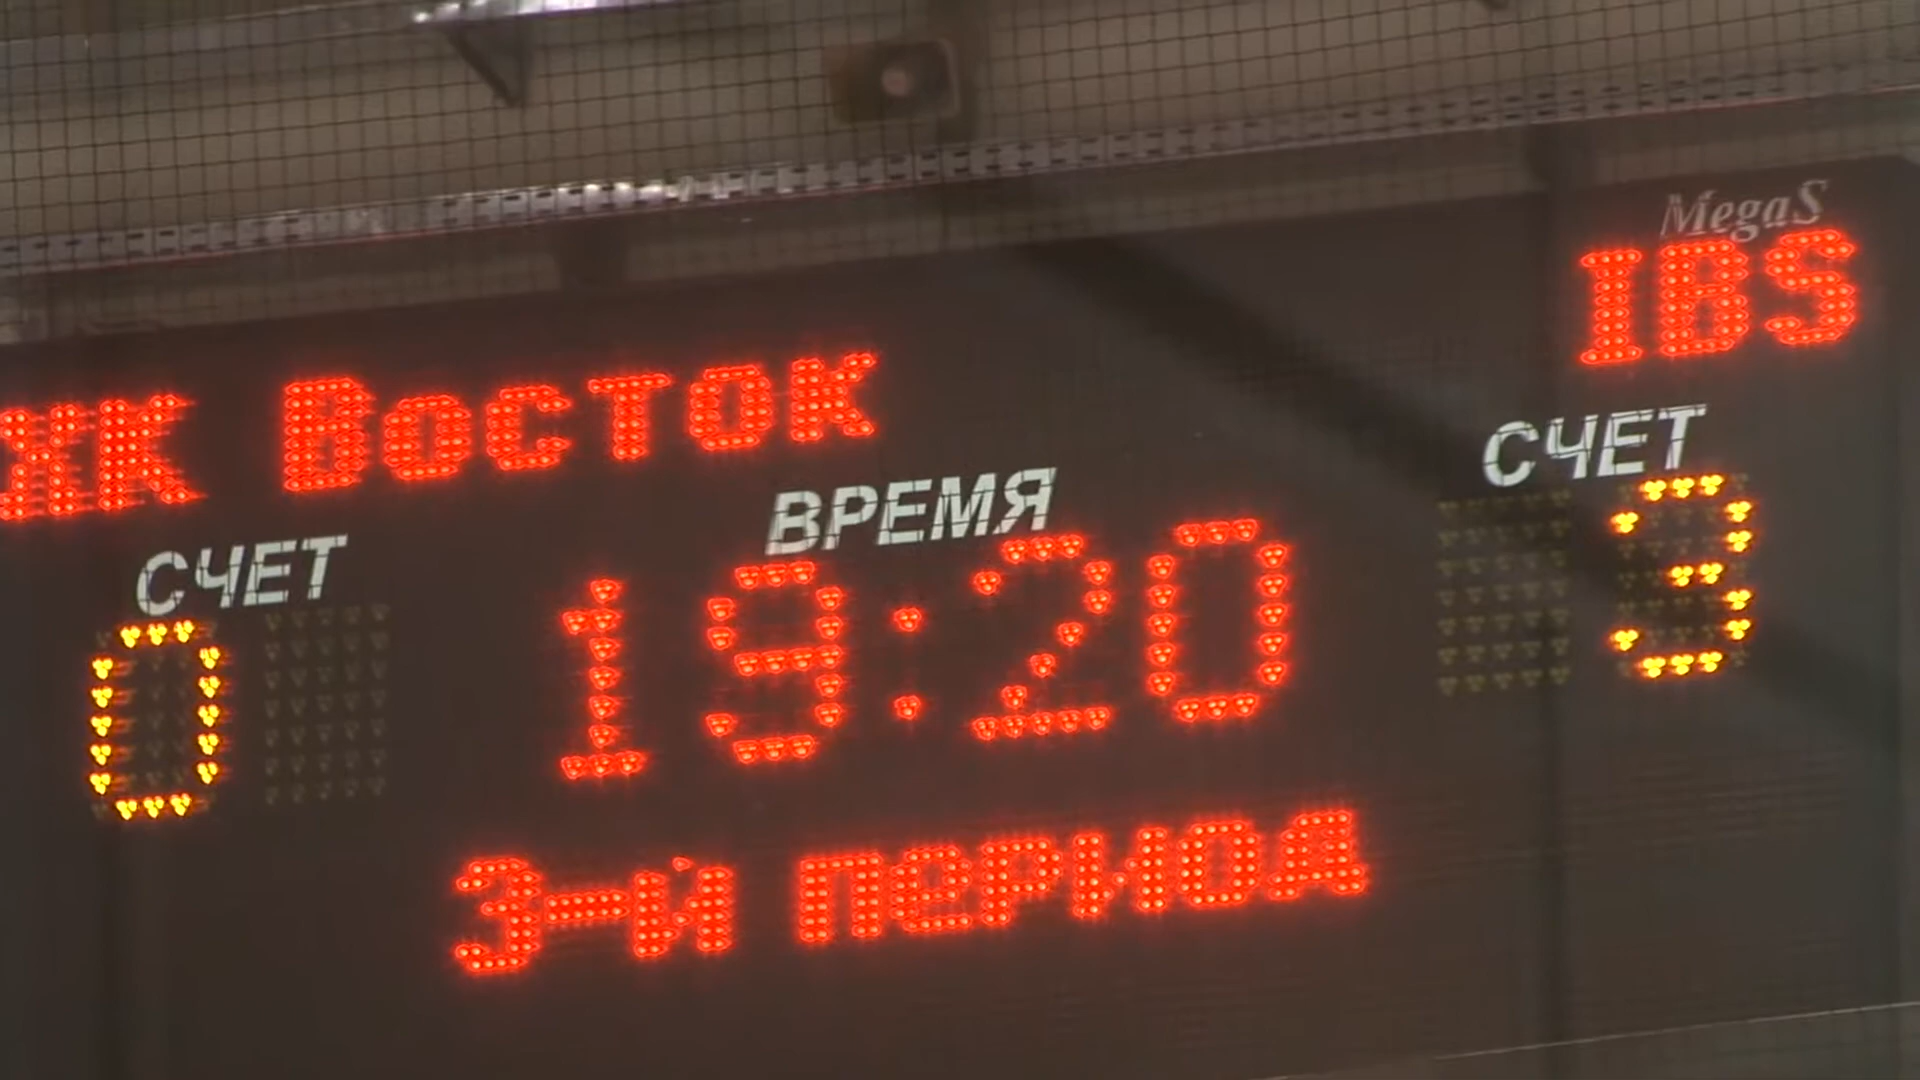 MegaS
ХК Восток
IBS
СЧЕТ
ВРЕМЯ
СЧЕТ
0
19:20
3
3-й период